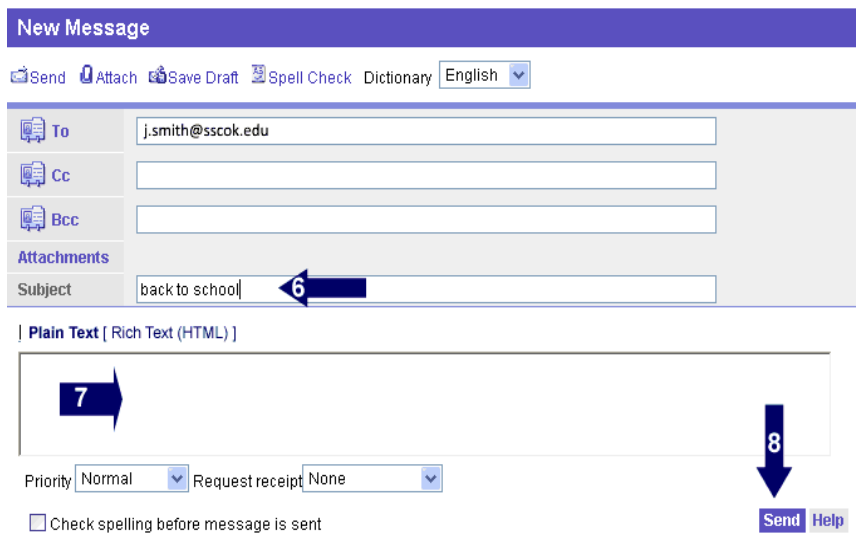 New Message
Send Attach Save Draft Spell Check Dictionary English
To j.smith@sscok.edu
Cc
Bcc
Attachments
Subject back to school 6
Plain Text [ Rich Text (HTML) ]
7
8
Priority Normal Request receipt None
Check spelling before message is sent
Send Help